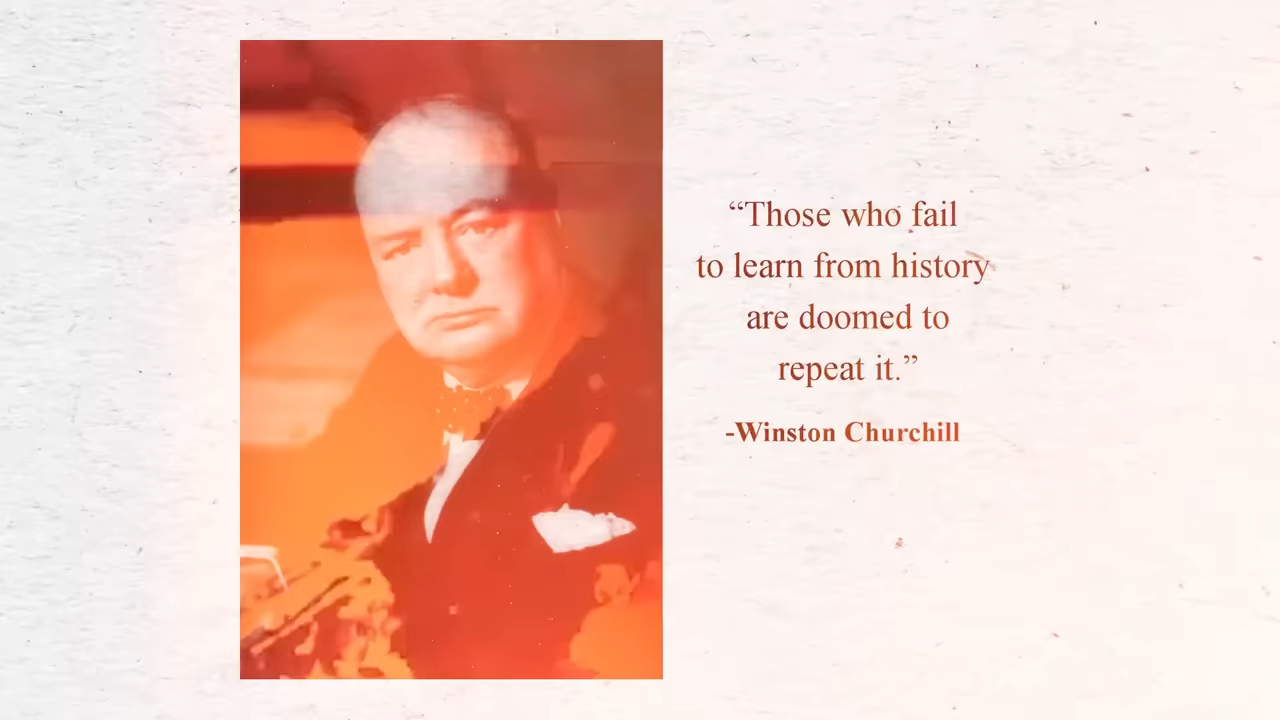 “Those who fail
to learn from history
are doomed to
repeat it.”
-Winston Churchill